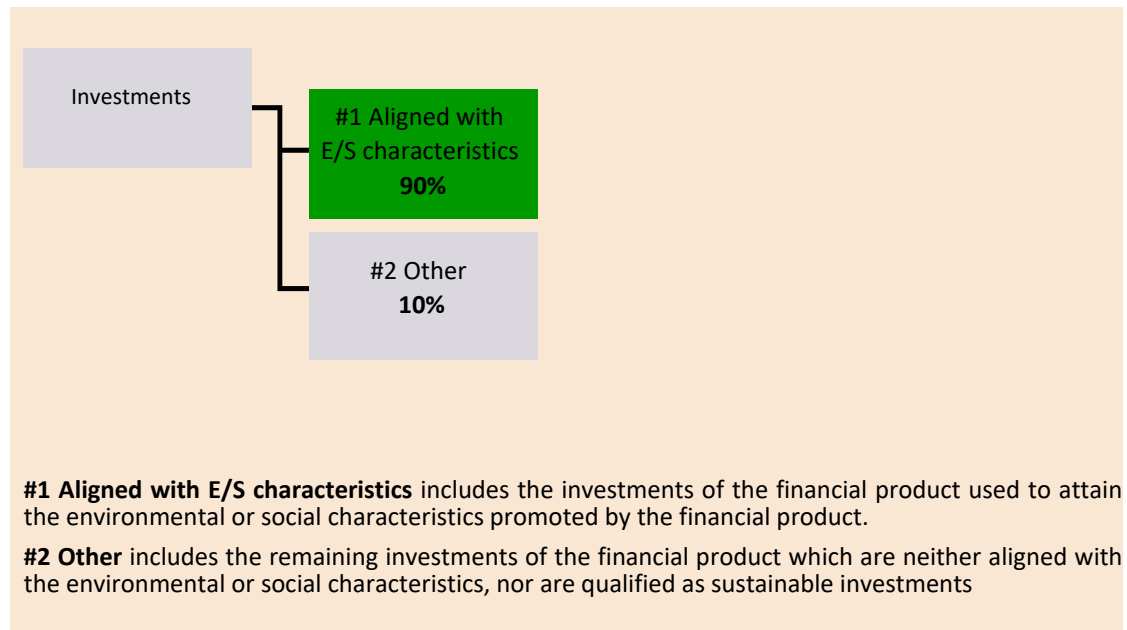 Investments
#1 Aligned with
E/S characteristics
90%
#2 Other
10%
#1 Aligned with E/S characteristics includes the investments of the financial product used to attain
the environmental or social characteristics promoted by the financial product.
#2 Other includes the remaining investments of the financial product which are neither aligned with
the environmental or social characteristics, nor are qualified as sustainable investments